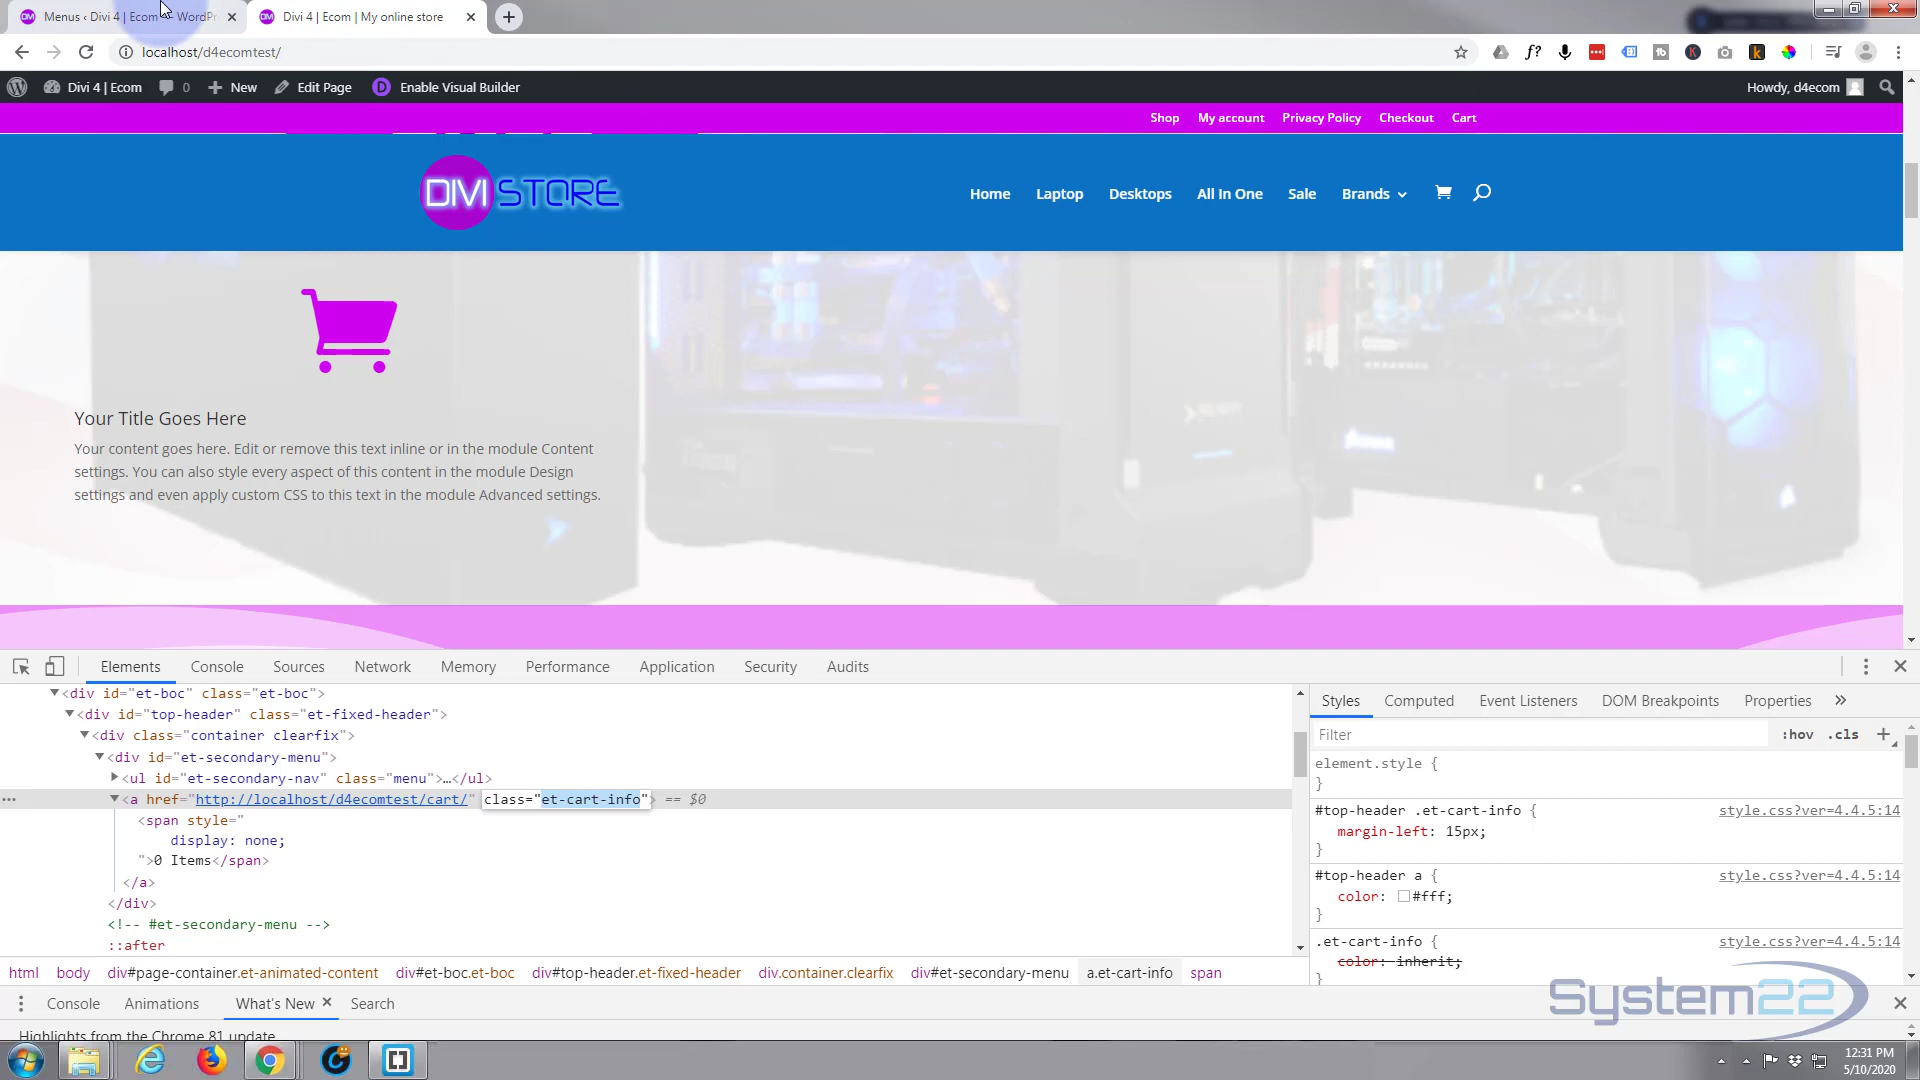 Menus ‹ Divi 4 | Ecom — WordPr
Divi 4 | Ecom | My online store
localhost/d4ecomtest/
Divi 4 | Ecom
0
New
Edit Page
Enable Visual Builder
Howdy, d4ecom
Shop
My account
Privacy Policy
Checkout
Cart
DIVI STORE
Home
Laptop
Desktops
All In One
Sale
Brands
Your Title Goes Here
Your content goes here. Edit or remove this text inline or in the module Content
settings. You can also style every aspect of this content in the module Design
settings and even apply custom CSS to this text in the module Advanced settings.
Elements
Console
Sources
Network
Memory
Performance
Application
Security
Audits
<div id="et-boc" class="et-boc">
<div id="top-header" class="et-fixed-header">
<div class="container clearfix">
<div id="et-secondary-menu">
<ul id="et-secondary-nav" class="menu">…</ul>
<a href="http://localhost/d4ecomtest/cart/" class="et-cart-info"> == $0
<span style="
display: none;
">0 Items</span>
</a>
</div>
<!-- #et-secondary-menu -->
::after
html
body
div#page-container.et-animated-content
div#et-boc.et-boc
div#top-header.et-fixed-header
div.container.clearfix
div#et-secondary-menu
a.et-cart-info
span
Styles
Computed
Event Listeners
DOM Breakpoints
Properties
»
Filter
:hov
.cls
+
element.style {
}
#top-header .et-cart-info {
style.css?ver=4.4.5:14
margin-left: 15px;
}
#top-header a {
style.css?ver=4.4.5:14
color: #fff;
}
.et-cart-info {
style.css?ver=4.4.5:14
color: inherit;
}
Console
Animations
What's New
Search
Highlights from the Chrome 81 update
System22
12:31 PM
5/10/2020